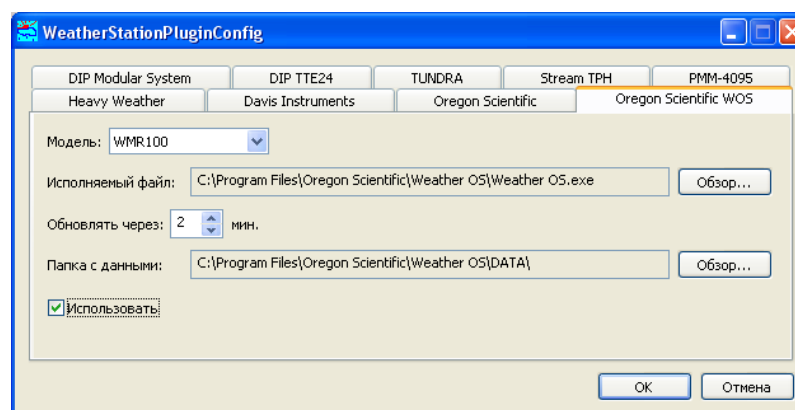 WeatherStationPluginConfig
DIP Modular System DIP TTE24 TUNDRA Stream TPH PMM-4095
Heavy Weather Davis Instruments Oregon Scientific Oregon Scientific WOS
Модель: WMR100
Исполняемый файл: C:\Program Files\Oregon Scientific\Weather OS\Weather OS.exe Обзор...
Обновлять через: 2 мин.
Папка с данными: C:\Program Files\Oregon Scientific\Weather OS\DATA\ Обзор...
Использовать
OK Отмена